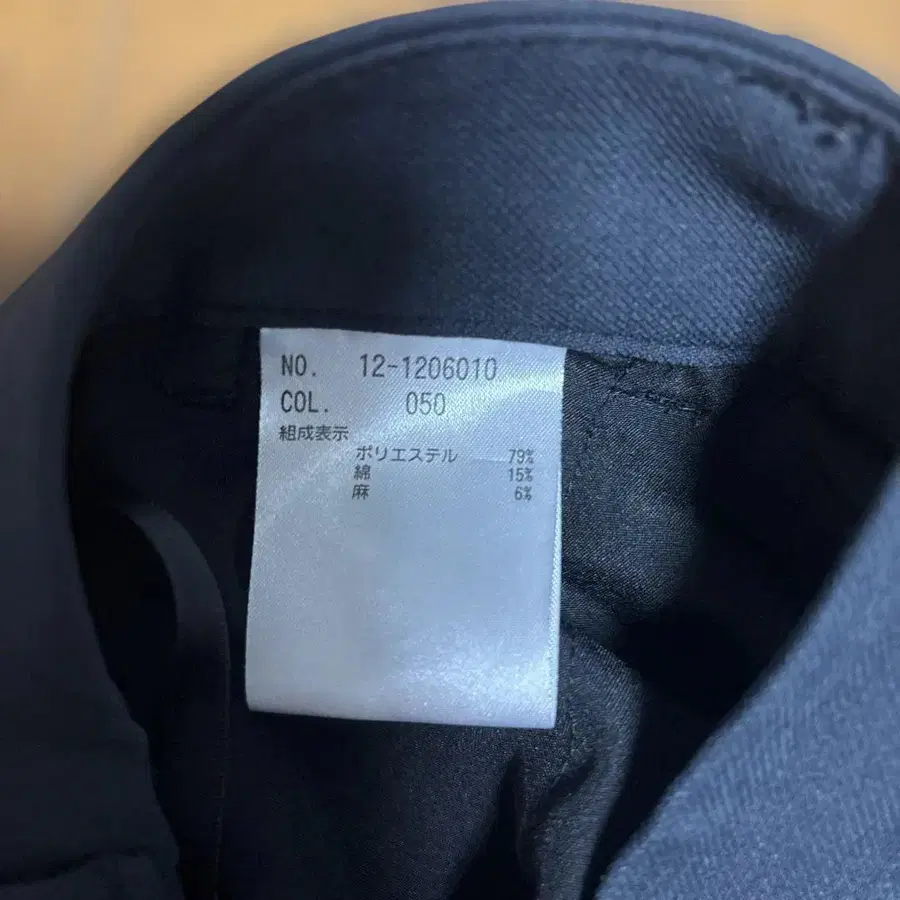 NO. 12-1206010
COL. 050
組成表示
ポリエステル 79%
綿 15%
麻 6%